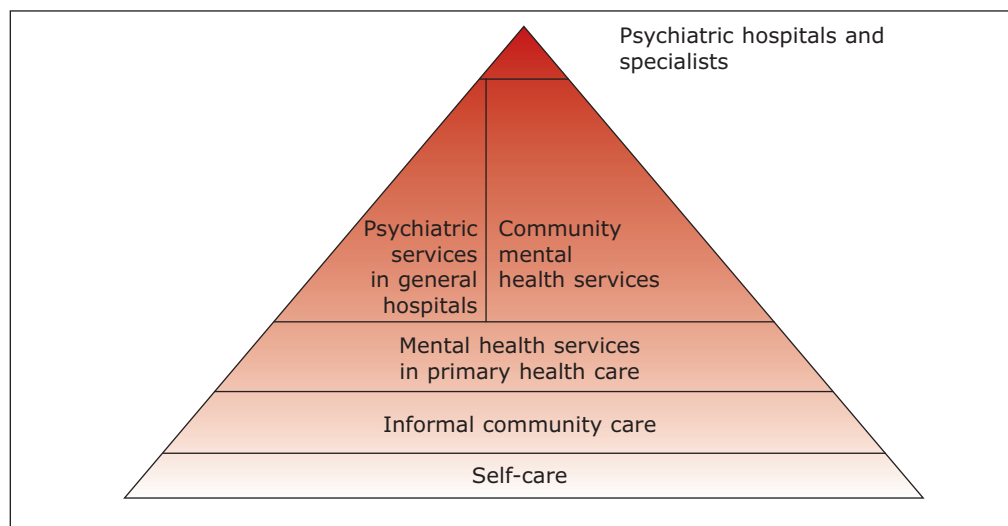 Psychiatric hospitals and
specialists
Psychiatric
services
in general
hospitals
Community
mental
health services
Mental health services
in primary health care
Informal community care
Self-care